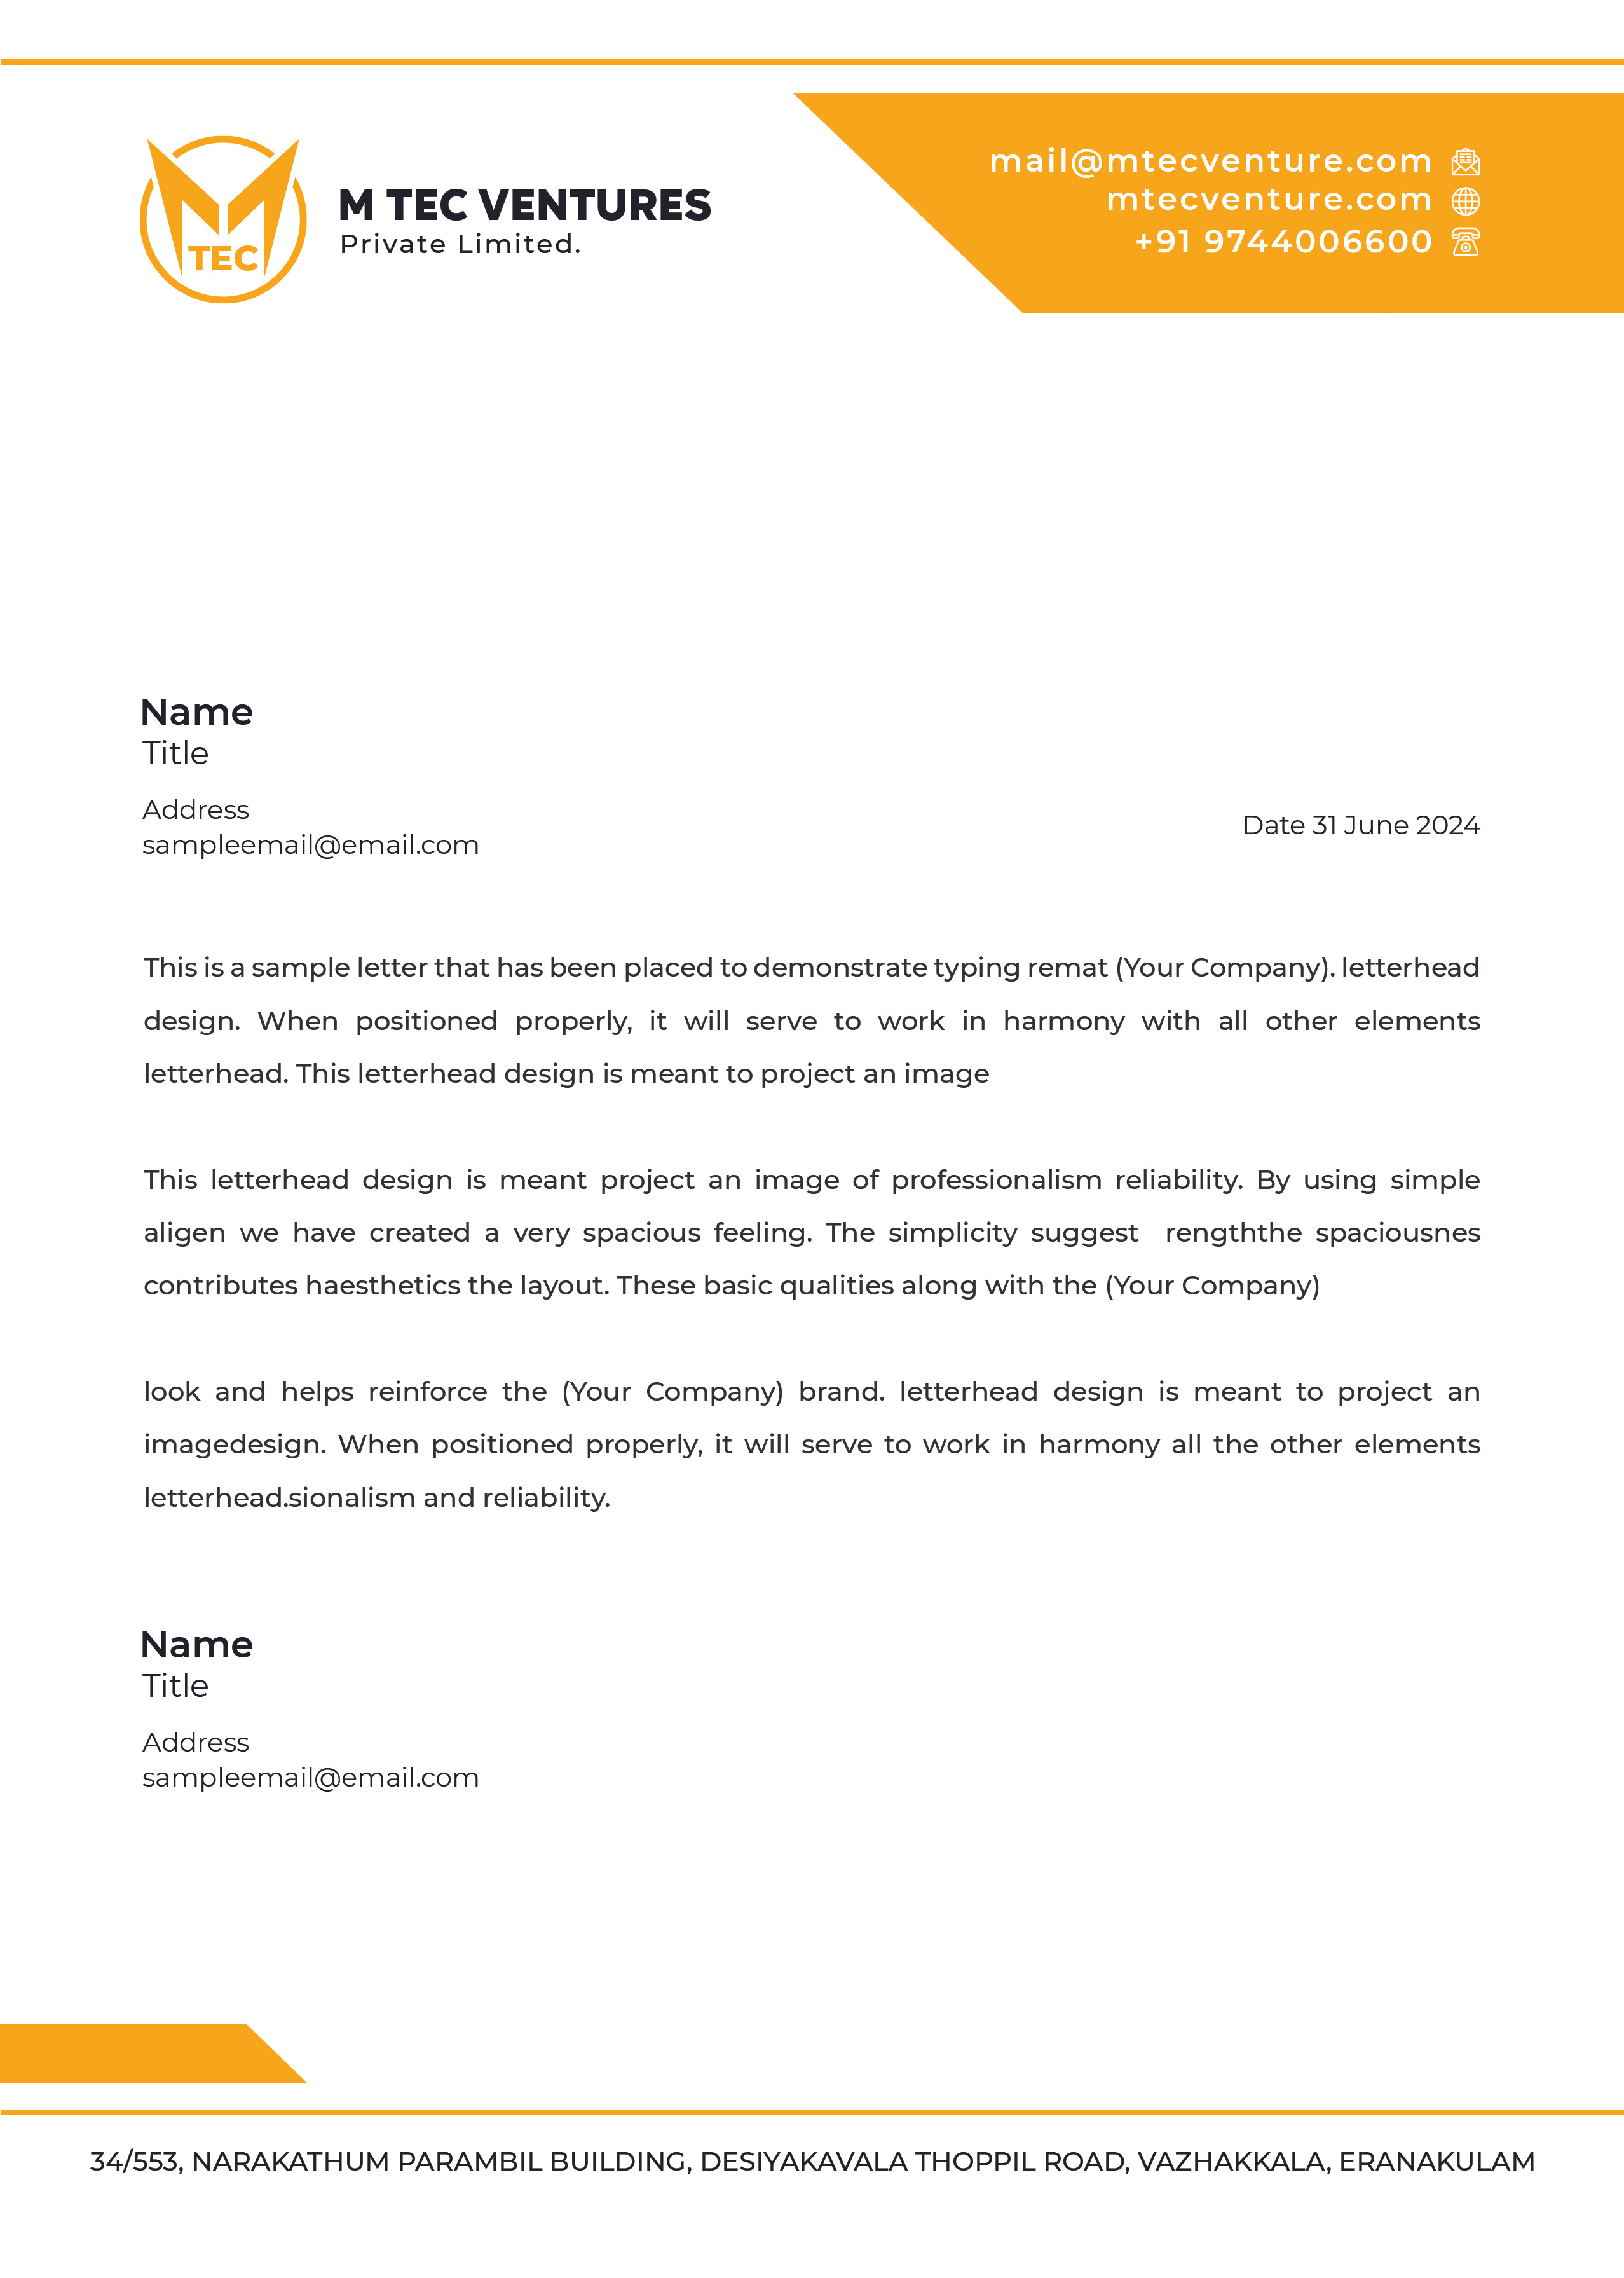 M
TEC
M TEC VENTURES
Private Limited.
mail@mtecventure.com
mtecventure.com
+91 9744006600
Name
Title
Address
sampleemail@email.com
Date 31 June 2024
This is a sample letter that has been placed to demonstrate typing remat (Your Company). letterhead
design. When positioned properly, it will serve to work in harmony with all other elements
letterhead. This letterhead design is meant to project an image
This letterhead design is meant project an image of professionalism reliability. By using simple
aligen we have created a very spacious feeling. The simplicity suggest rengththe spaciousnes
contributes haesthetics the layout. These basic qualities along with the (Your Company)
look and helps reinforce the (Your Company) brand. letterhead design is meant to project an
imagedesign. When positioned properly, it will serve to work in harmony all the other elements
letterhead.sionalism and reliability.
Name
Title
Address
sampleemail@email.com
34/553, NARAKATHUM PARAMBIL BUILDING, DESIYAKAVALA THOPPIL ROAD, VAZHAKKALA, ERANAKULAM